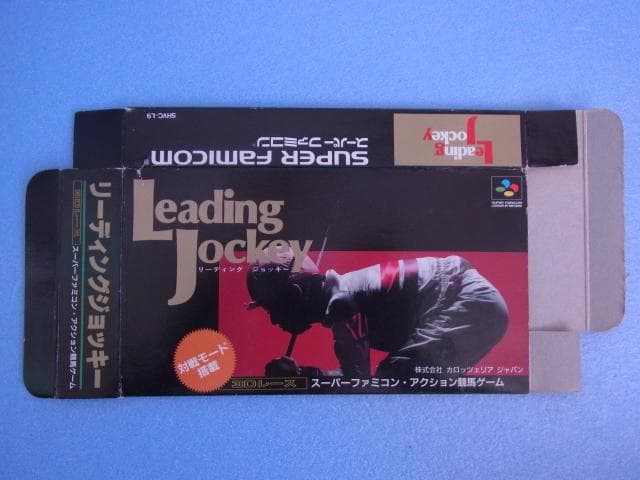 SHVC-L9
SUPER FAMICOM
スーパーファミコン
Leading
Jockey
Leading
Jockey
リーディング ジョッキー
対戦モード
搭載
株式会社 カロッツェリア ジャパン
スーパーファミコン・アクション競馬ゲーム
リーディングジョッキー
スーパーファミコン・アクション競馬ゲーム